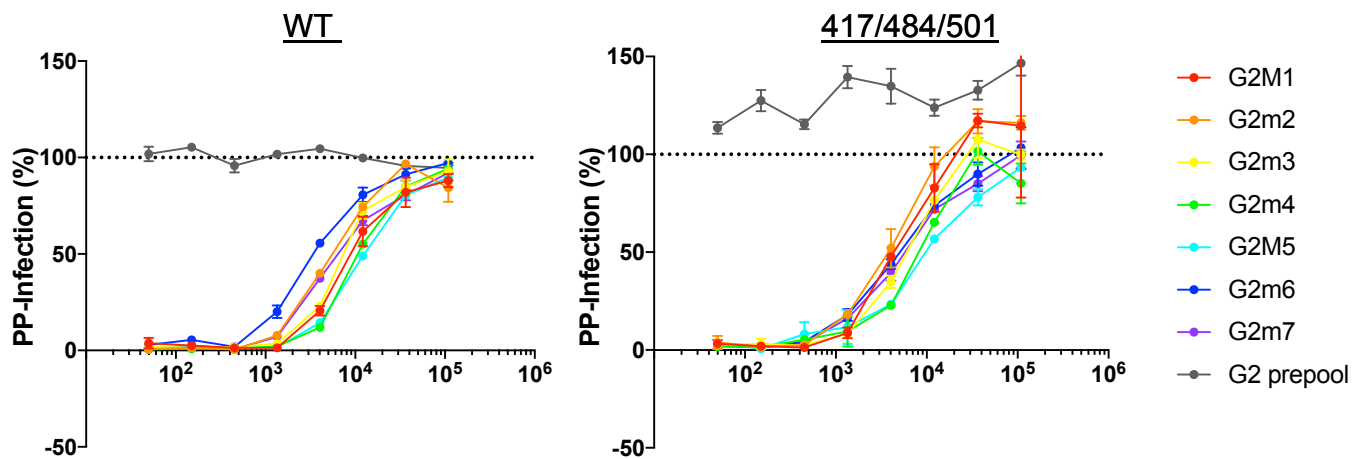 WT
417/484/501
PP-Infection (%)
150
100
50
0
-50
10²
10³
10⁴
10⁵
10⁶
PP-Infection (%)
150
100
50
0
-50
10²
10³
10⁴
10⁵
10⁶
G2M1
G2m2
G2m3
G2m4
G2M5
G2m6
G2m7
G2 prepool